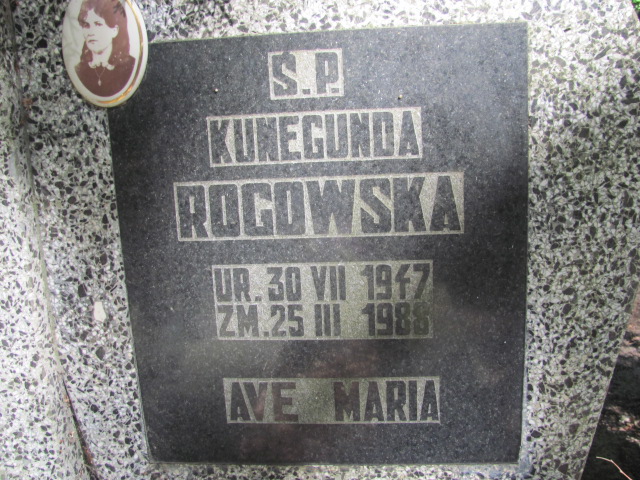 Ś.P.
KUNEGUNDA
ROGOWSKA
UR. 30 VII 1947
ZM. 25 III 1988
AVE MARIA